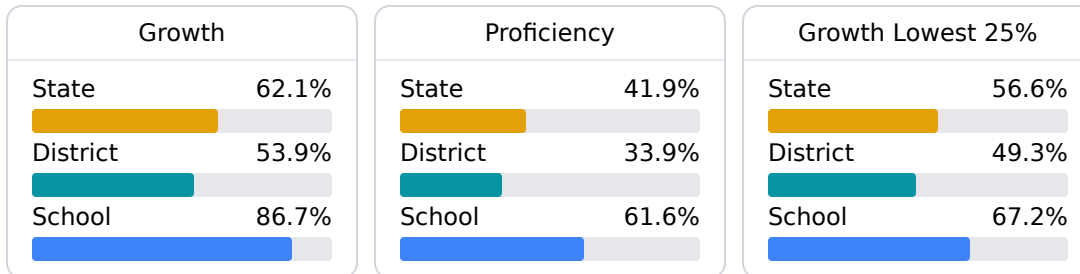 Growth
State 62.1%
District 53.9%
School 86.7%
Proficiency
State 41.9%
District 33.9%
School 61.6%
Growth Lowest 25%
State 56.6%
District 49.3%
School 67.2%